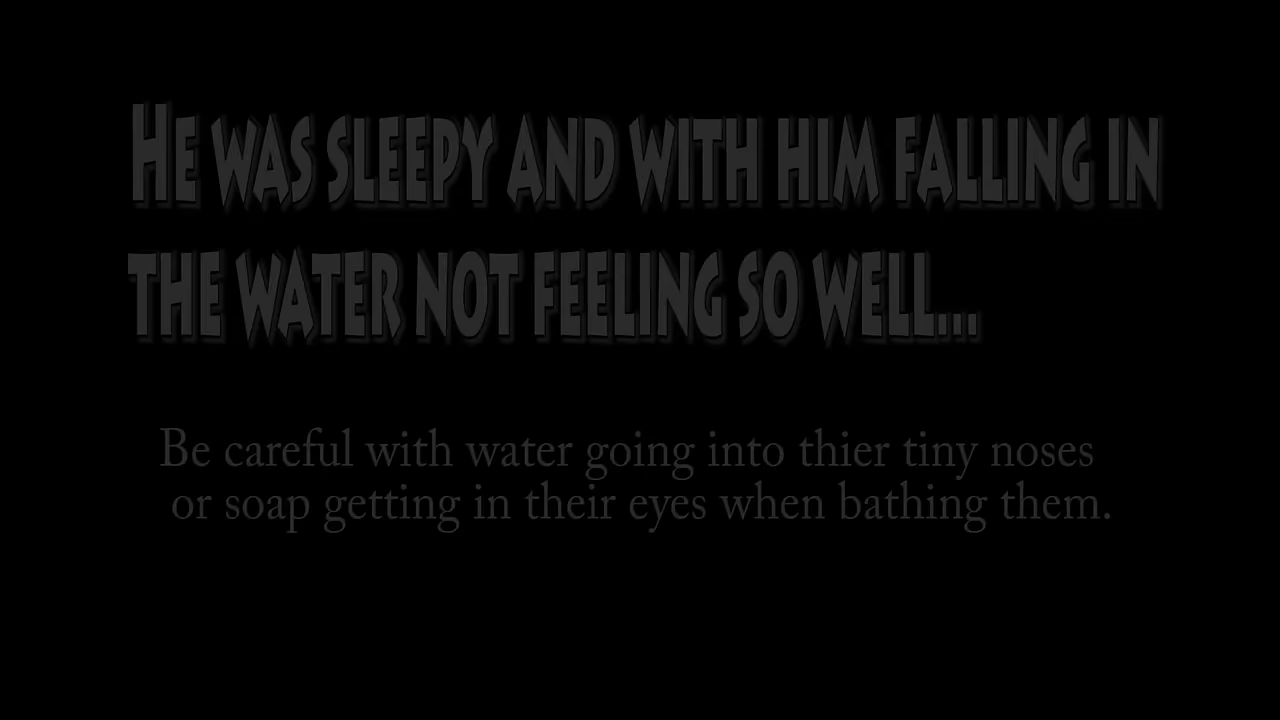 He was sleepy and with him falling in
the water not feeling so well...
Be careful with water going into thier tiny noses
or soap getting in their eyes when bathing them.